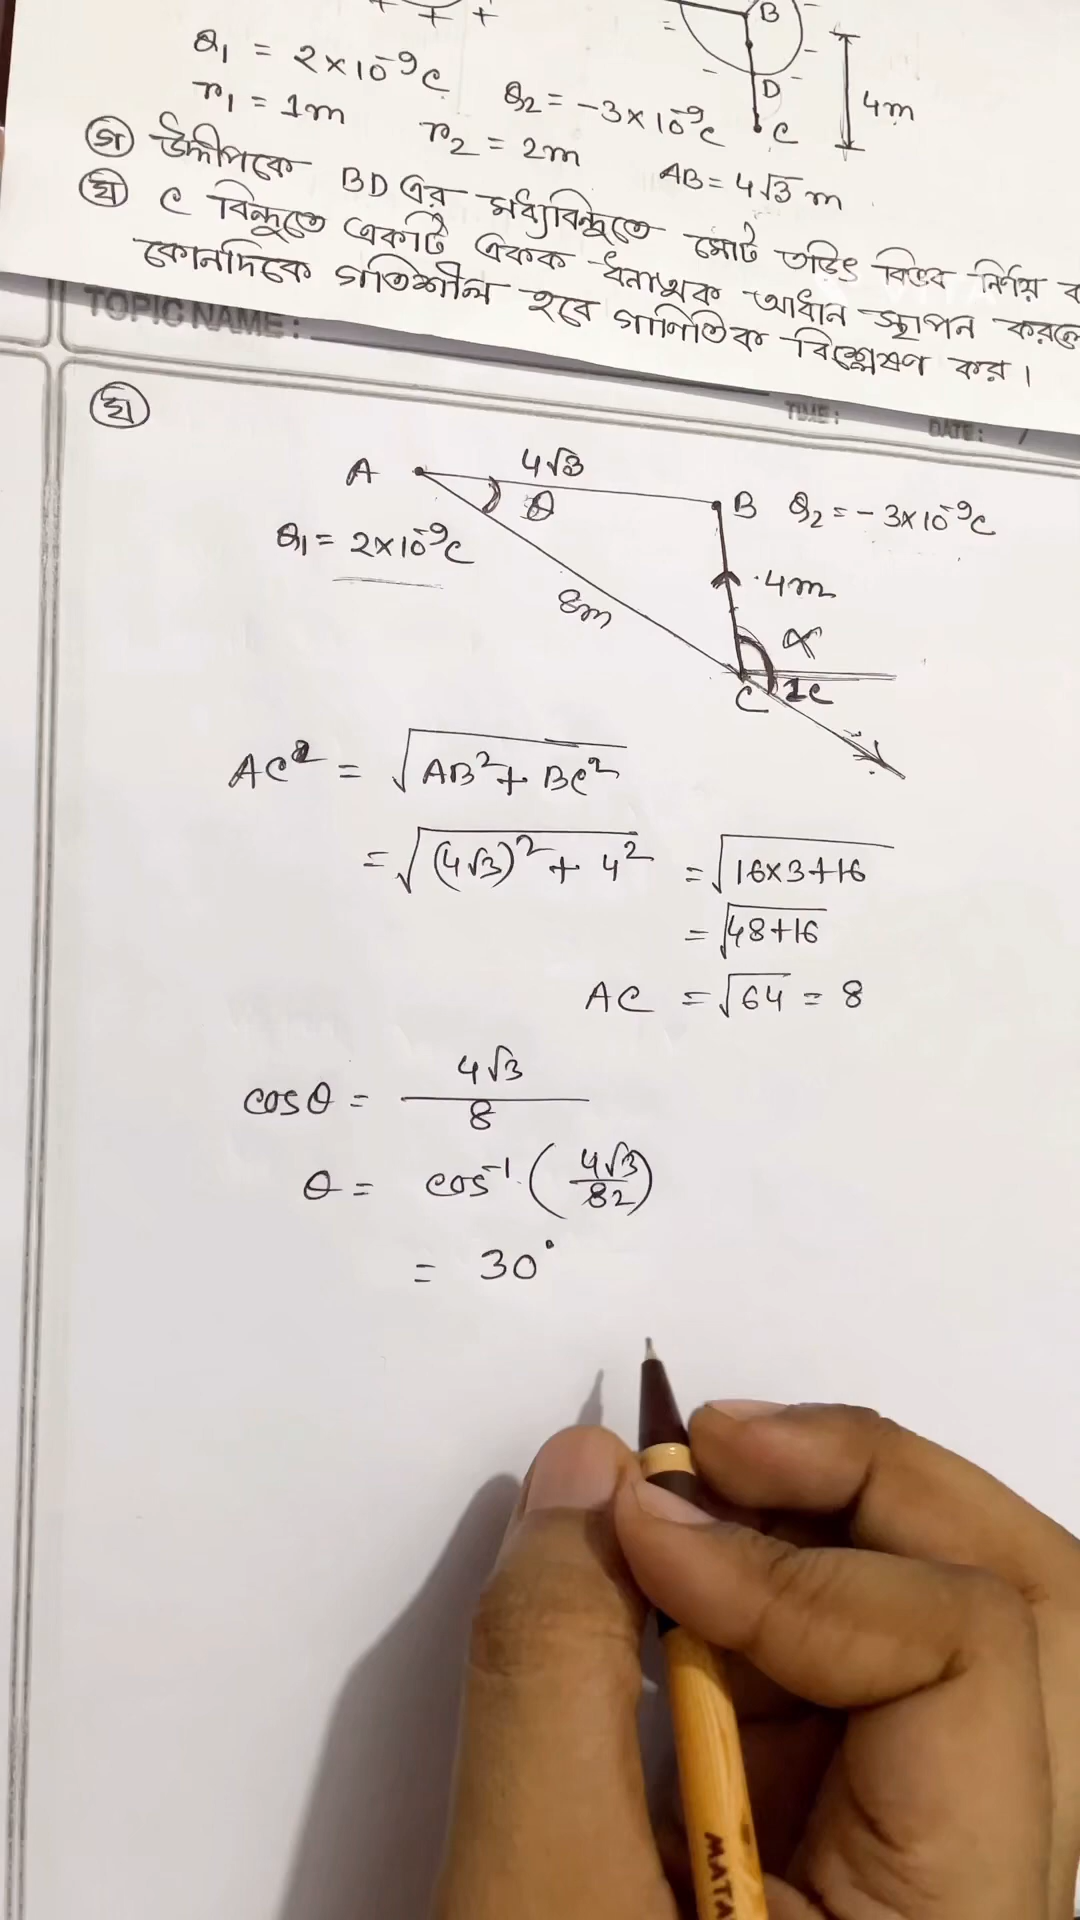 + + +
B
D
C
4m
Q₁ = 2×10⁻⁹C
r₁ = 1m
Q₂ = -3×10⁻⁹C
r₂ = 2m
AB = 4√3 m
গ উদ্দীপকে BD এর মধ্যবিন্দুতে মোট তড়িৎ বিভব নির্ণয়
ঘ C বিন্দুতে একটি একক ধনাত্মক আধান স্থাপন করলে
কোনদিকে গতিশীল হবে গাণিতিক বিশ্লেষণ কর।
TOPIC NAME :
TIME :
DATE : /
ঘ
A
4√3
θ
B Q₂ = - 3×10⁻⁹C
Q₁ = 2×10⁻⁹C
4m
8m
α
C
1C
AC² = √AB² + BC²
= √(4√3)² + 4² = √16×3+16
= √48+16
AC = √64 = 8
cosθ = 4√3/8
θ = cos⁻¹ (4√3/82)
= 30°
MATA